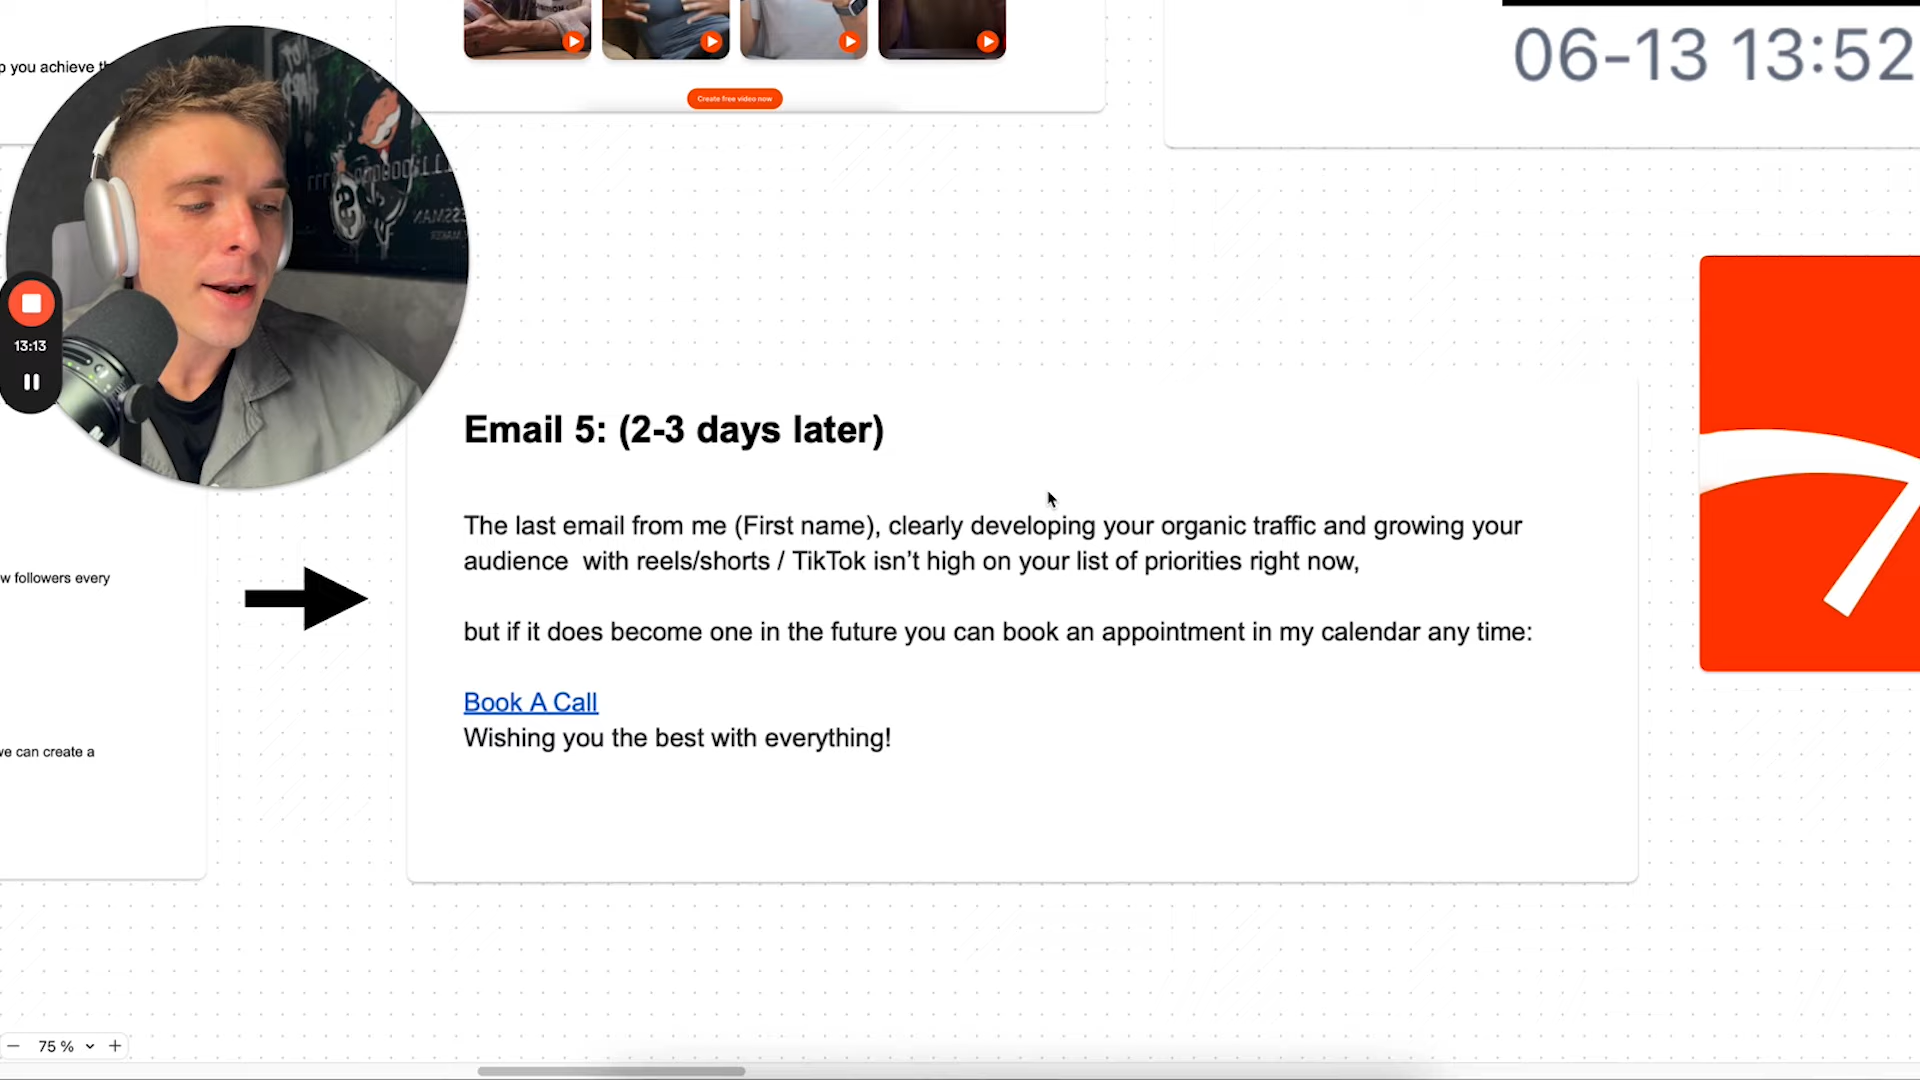 06-13 13:52
p you achieve th
Create free video now
13:13
Email 5: (2-3 days later)
The last email from me (First name), clearly developing your organic traffic and growing your
audience  with reels/shorts / TikTok isn’t high on your list of priorities right now,
w followers every
but if it does become one in the future you can book an appointment in my calendar any time:
Book A Call
Wishing you the best with everything!
ve can create a
75 %